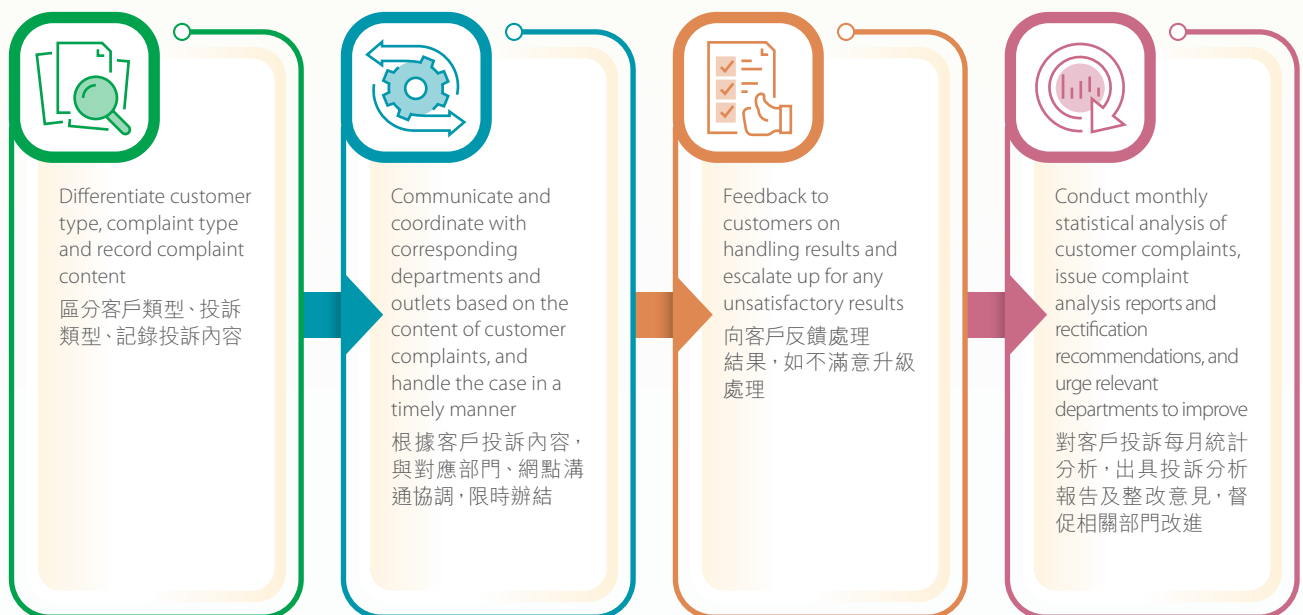 Differentiate customer
type, complaint type
and record complaint
content
區分客戶類型、投訴
類型、記錄投訴內容
Communicate and
coordinate with
corresponding
departments and
outlets based on the
content of customer
complaints, and
handle the case in a
timely manner
根據客戶投訴內容，
與對應部門、網點溝
通協調，限時辦結
Feedback to
customers on
handling results and
escalate up for any
unsatisfactory results
向客戶反饋處理
結果，如不滿意升級
處理
Conduct monthly
statistical analysis of
customer complaints,
issue complaint
analysis reports and
rectification
recommendations, and
urge relevant
departments to improve
對客戶投訴每月統計
分析，出具投訴分析
報告及整改意見，督
促相關部門改進